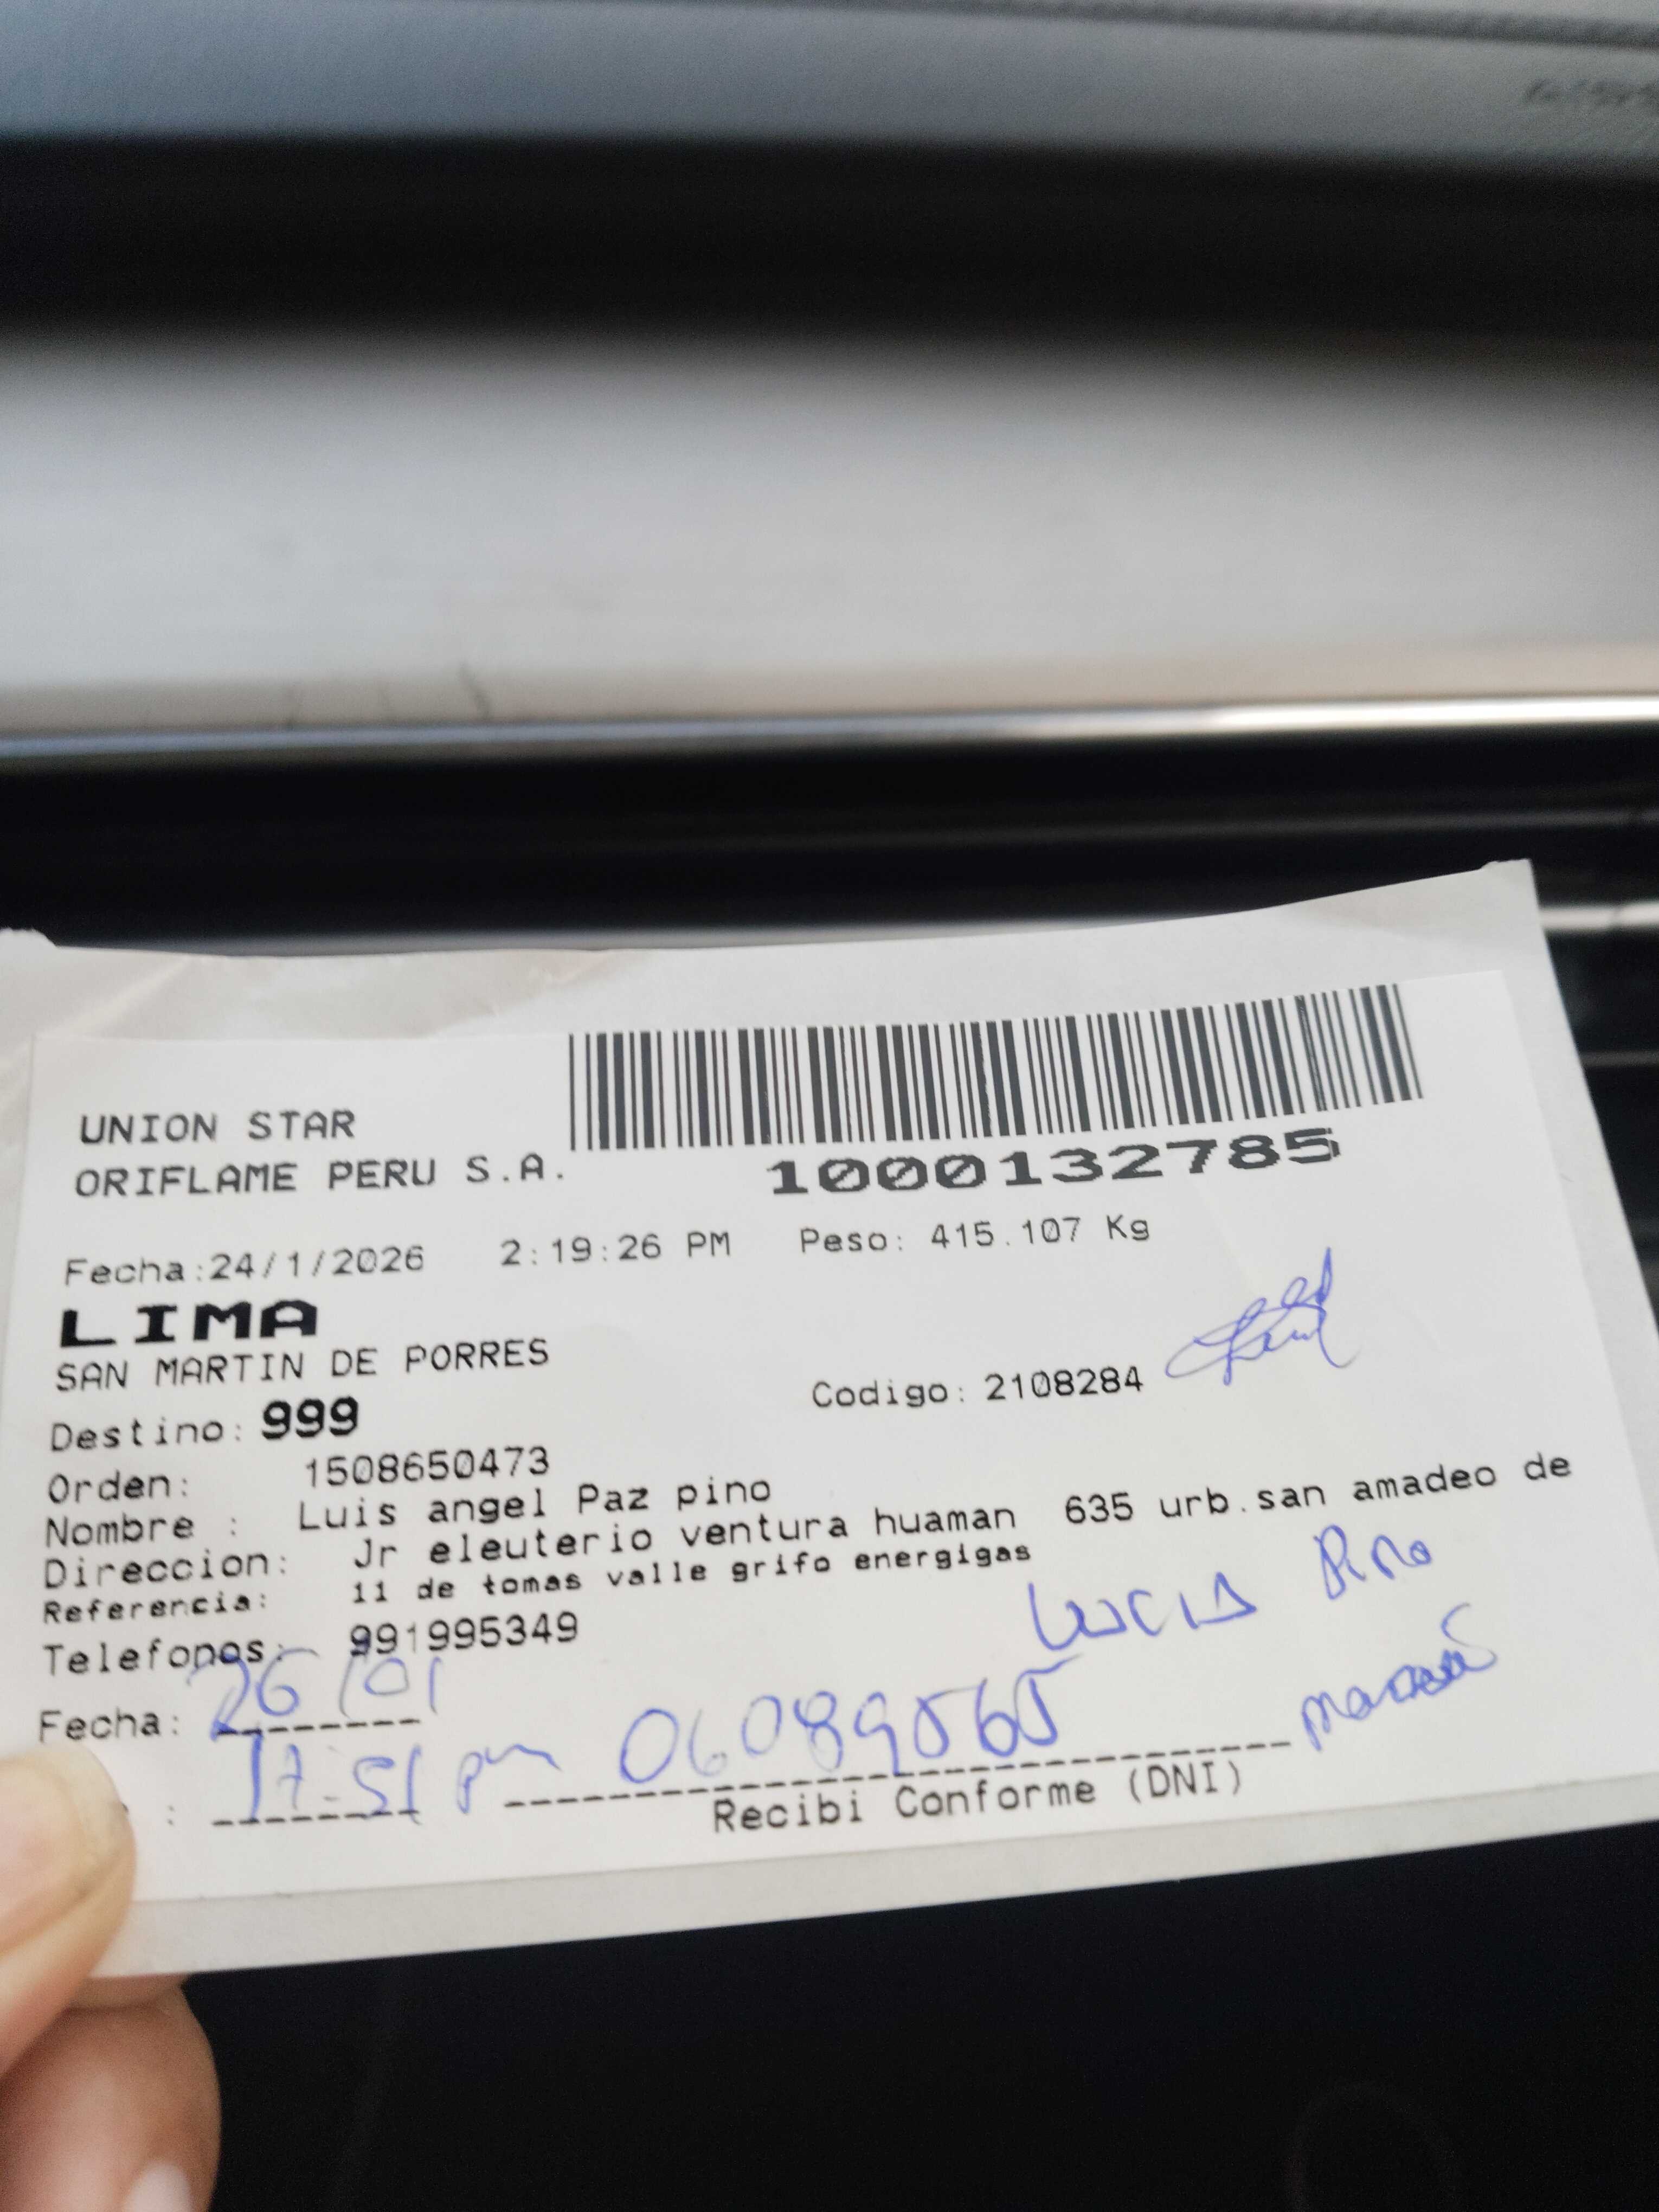 UNION STAR
ORIFLAME PERU S.A.
1000132785
Fecha:24/1/2026 2:19:26 PM Peso: 415.107 Kg
LIMA
SAN MARTIN DE PORRES
Destino: 999 Codigo: 2108284
Orden: 1508650473
Nombre : Luis angel Paz pino
Direccion: Jr eleuterio ventura huaman 635 urb.san amadeo de
Referencia: 11 de tomas valle grifo energigas
Telefonos: 991995349
LUCIA Pino
Fecha: 26/01
: 17:51 pm 06089565
Recibi Conforme (DNI)
mamá